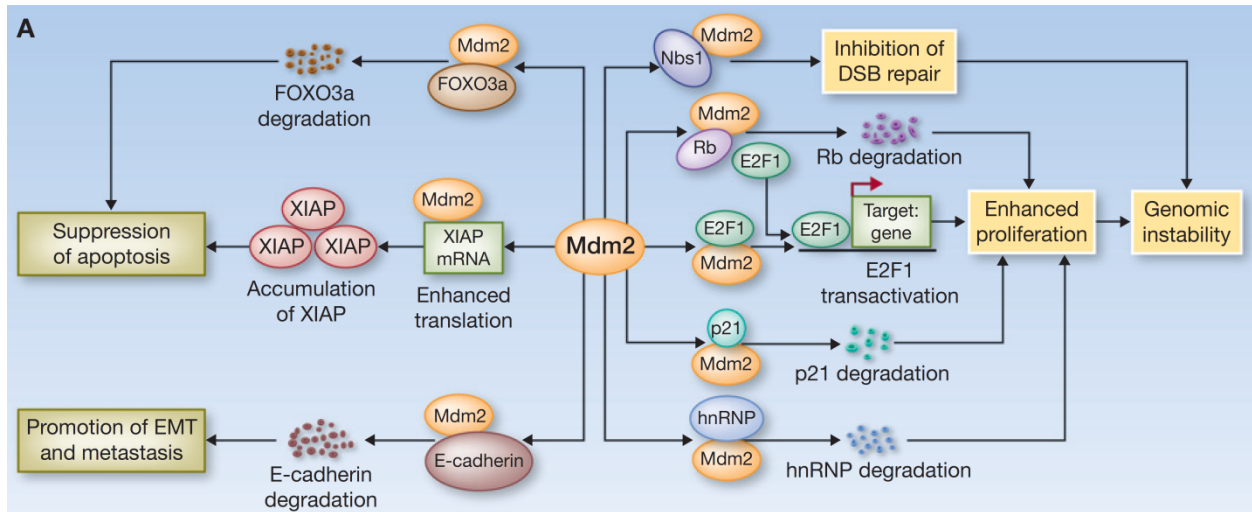 A
Mdm2
FOXO3a
FOXO3a
degradation
Suppression
of apoptosis
XIAP
XIAP
XIAP
Accumulation
of XIAP
Mdm2
XIAP
mRNA
Enhanced
translation
Mdm2
Promotion of EMT
and metastasis
E-cadherin
degradation
Mdm2
E-cadherin
Mdm2
Nbs1
Inhibition of
DSB repair
Mdm2
Rb
E2F1
Rb degradation
E2F1
Mdm2
E2F1
Target:
gene
E2F1
transactivation
Enhanced
proliferation
Genomic
instability
p21
Mdm2
p21 degradation
hnRNP
Mdm2
hnRNP degradation